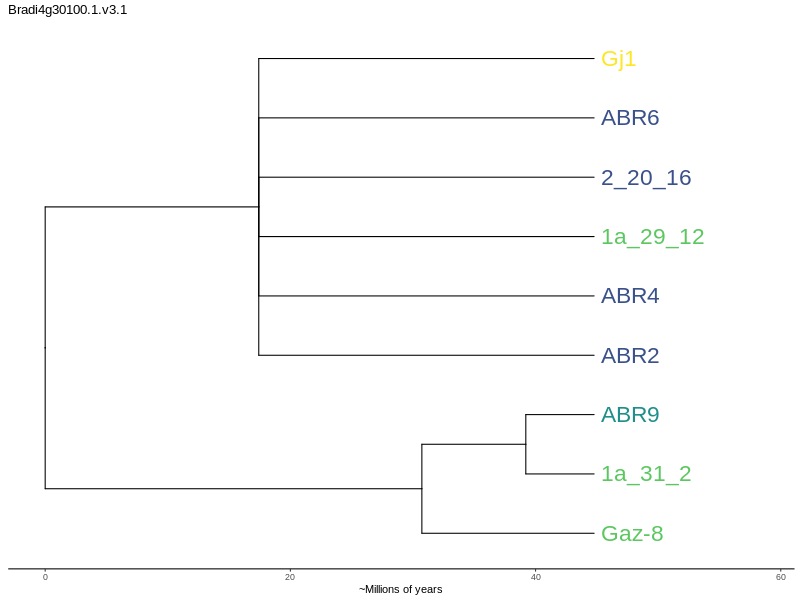 Bradi4g30100.1.v3.1
Gj1
ABR6
2_20_16
1a_29_12
ABR4
ABR2
ABR9
1a_31_2
Gaz-8
0 20 40 60
~Millions of years